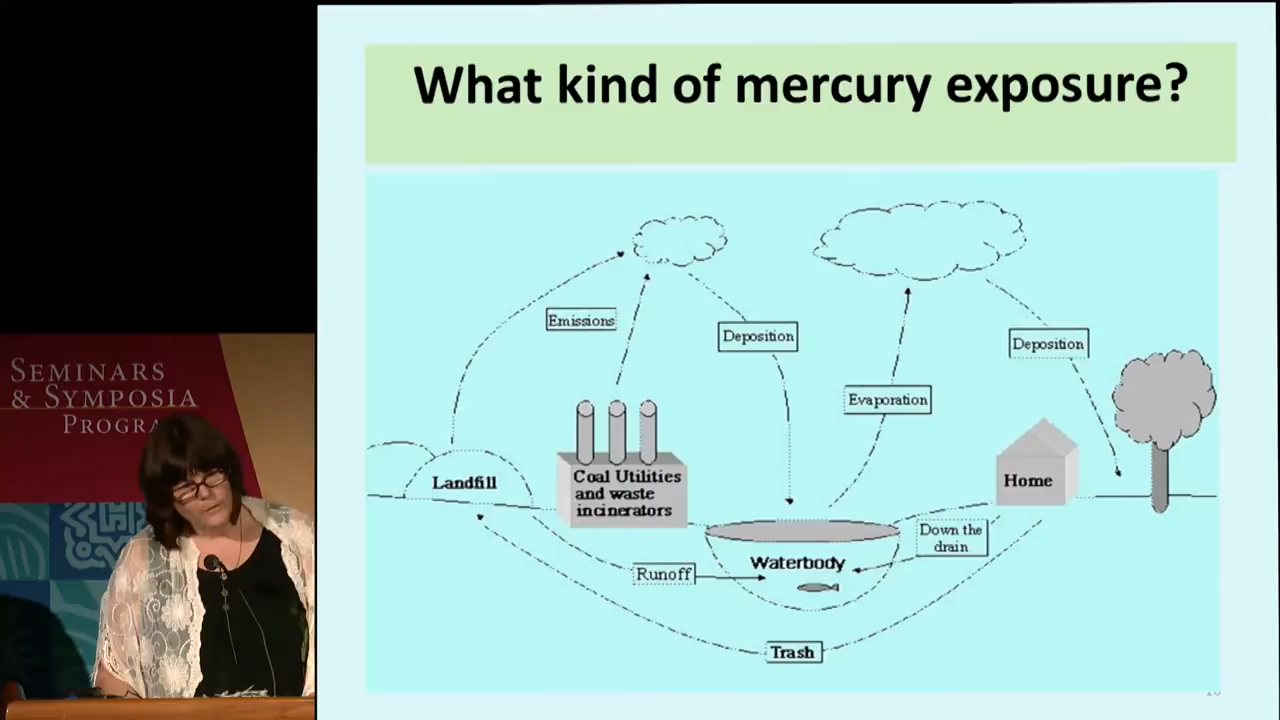 What kind of mercury exposure?
Emissions
Deposition
Deposition
Evaporation
Landfill
Coal Utilities
and waste
incinerators
Home
Down the
drain
Waterbody
Runoff
Trash
SEMINARS
& SYMPOSIA